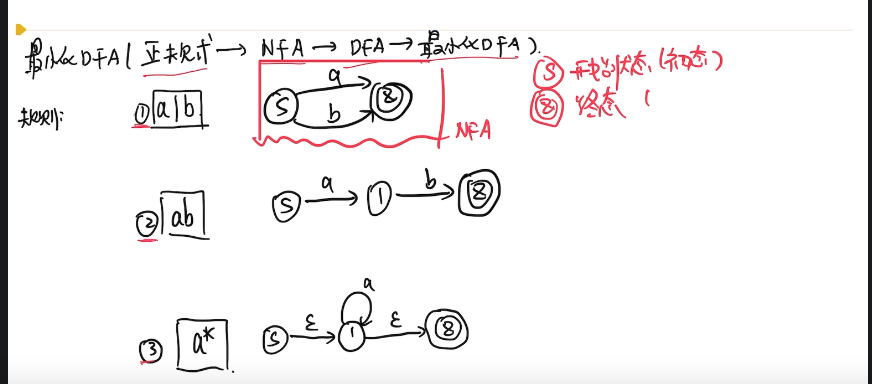 最小化DFA(正规式→NFA→DFA→最小化DFA).
S 开始状态(初态)
Z 终态(
规则:
① a|b
S a b Z
NFA
② ab
S a 1 b Z
③ a*.
S ε 1 a ε Z